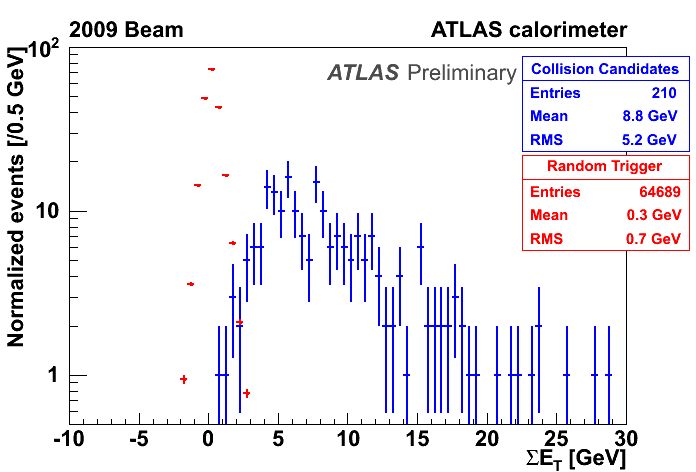 2009 Beam ATLAS calorimeter
Normalized events [/0.5 GeV]
10²
10
1
ATLAS Preliminary
Collision Candidates
Entries 210
Mean 8.8 GeV
RMS 5.2 GeV
Random Trigger
Entries 64689
Mean 0.3 GeV
RMS 0.7 GeV
-10 -5 0 5 10 15 20 25 30
ΣE_T [GeV]